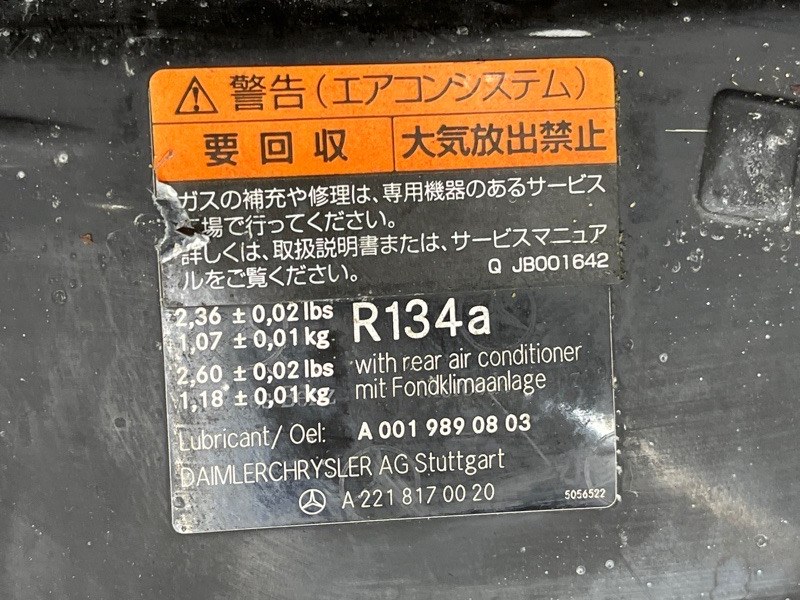 警告(エアコンシステム)
要回収 大気放出禁止
ガスの補充や修理は、専用機器のあるサービス
場で行ってください。
詳しくは、取扱説明書または、サービスマニュア
ルをご覧ください。 Q JB001642
2,36 ± 0,02 lbs R134a
1,07 ± 0,01 kg
2,60 ± 0,02 lbs with rear air conditioner
1,18 ± 0,01 kg mit Fondklimaanlage
Lubricant/ Oel: A 001 989 08 03
DAIMLERCHRYSLER AG Stuttgart
A 221 817 00 20 5056522